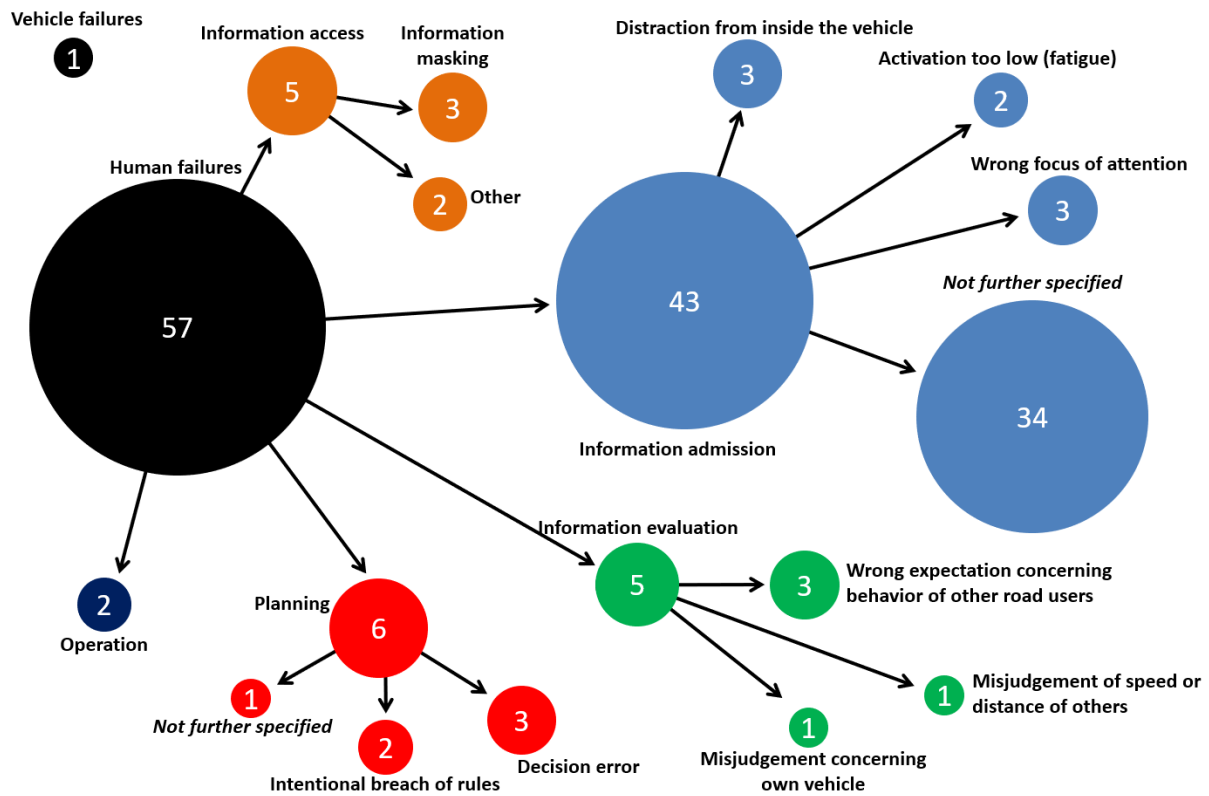 Vehicle failures
1
Information access
5
Information
masking
3
2
Other
Human failures
57
Distraction from inside the vehicle
3
Activation too low (fatigue)
2
Wrong focus of attention
3
43
Information admission
Not further specified
34
Information evaluation
5
3
Wrong expectation concerning
behavior of other road users
1
Misjudgement of speed or
distance of others
1
Misjudgement concerning
own vehicle
2
Operation
Planning
6
1
Not further specified
2
Intentional breach of rules
3
Decision error